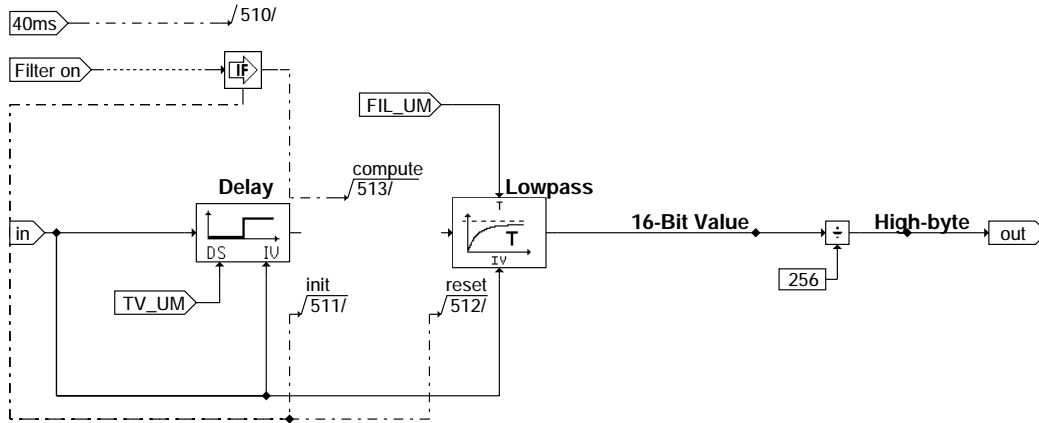 40ms
510/
Filter on
IF
FIL_UM
compute
513/
Delay
Lowpass
T
in
T
16-Bit Value
High-byte
out
DS IV
IV
256
TV_UM
init
511/
reset
512/